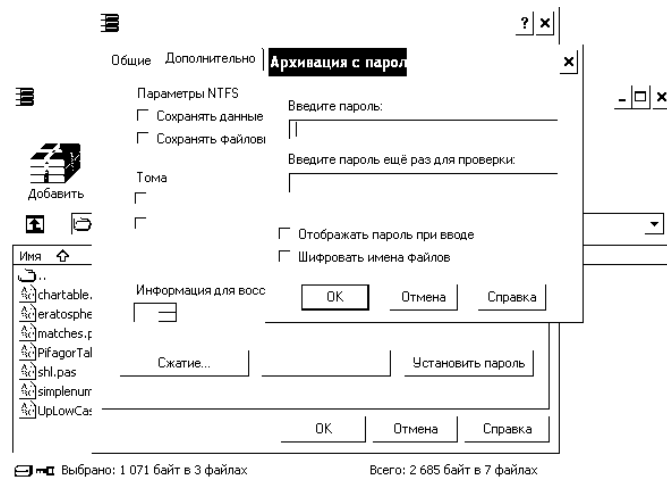 Общие
Дополнительно
Архивация с парол
Параметры NTFS
Сохранять данные
Сохранять файлов
Тома
Информация для восс
Введите пароль:
Введите пароль ещё раз для проверки:
Отображать пароль при вводе
Шифровать имена файлов
ОК
Отмена
Справка
Сжатие...
Установить пароль
ОК
Отмена
Справка
Добавить
Имя
..
chartable.
eratosphe
matches.p
PifagorTal
shl.pas
simplenum
UpLowCas
Выбрано: 1 071 байт в 3 файлах
Всего: 2 685 байт в 7 файлах